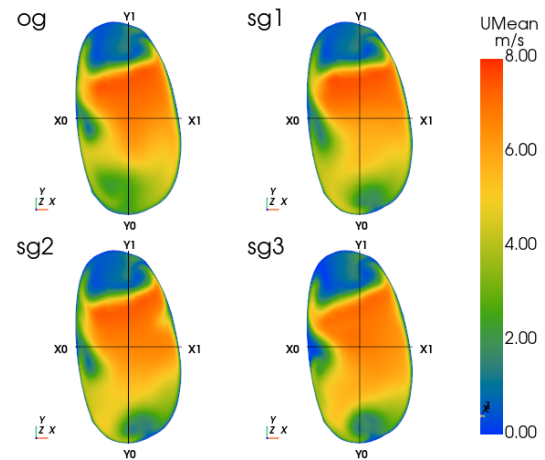 og
sg1
UMean
m/s
Y1
Y1
8.00
X0
X1
X0
X1
6.00
Y
Z X
Y0
Y
Z X
Y0
4.00
sg2
sg3
Y1
Y1
2.00
X0
X1
X0
X1
Y
Z X
Y0
Y
Z X
Y0
0.00